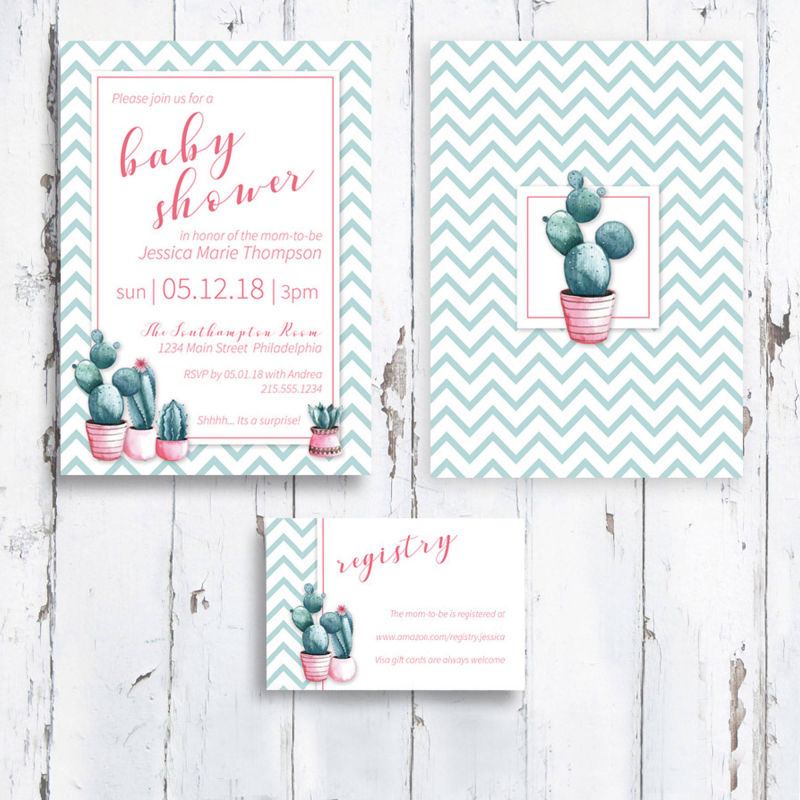 Please join us for a
baby
shower
in honor of the mom-to-be
Jessica Marie Thompson
sun | 05.12.18 | 3pm
The Southampton Room
1234 Main Street Philadelphia
RSVP by 05.01.18 with Andrea
215.555.1234
Shhhh... Its a surprise!
registry
The mom-to-be is registered at
www.amazoo.com/registry.jessica
Visa gift cards are always welcome